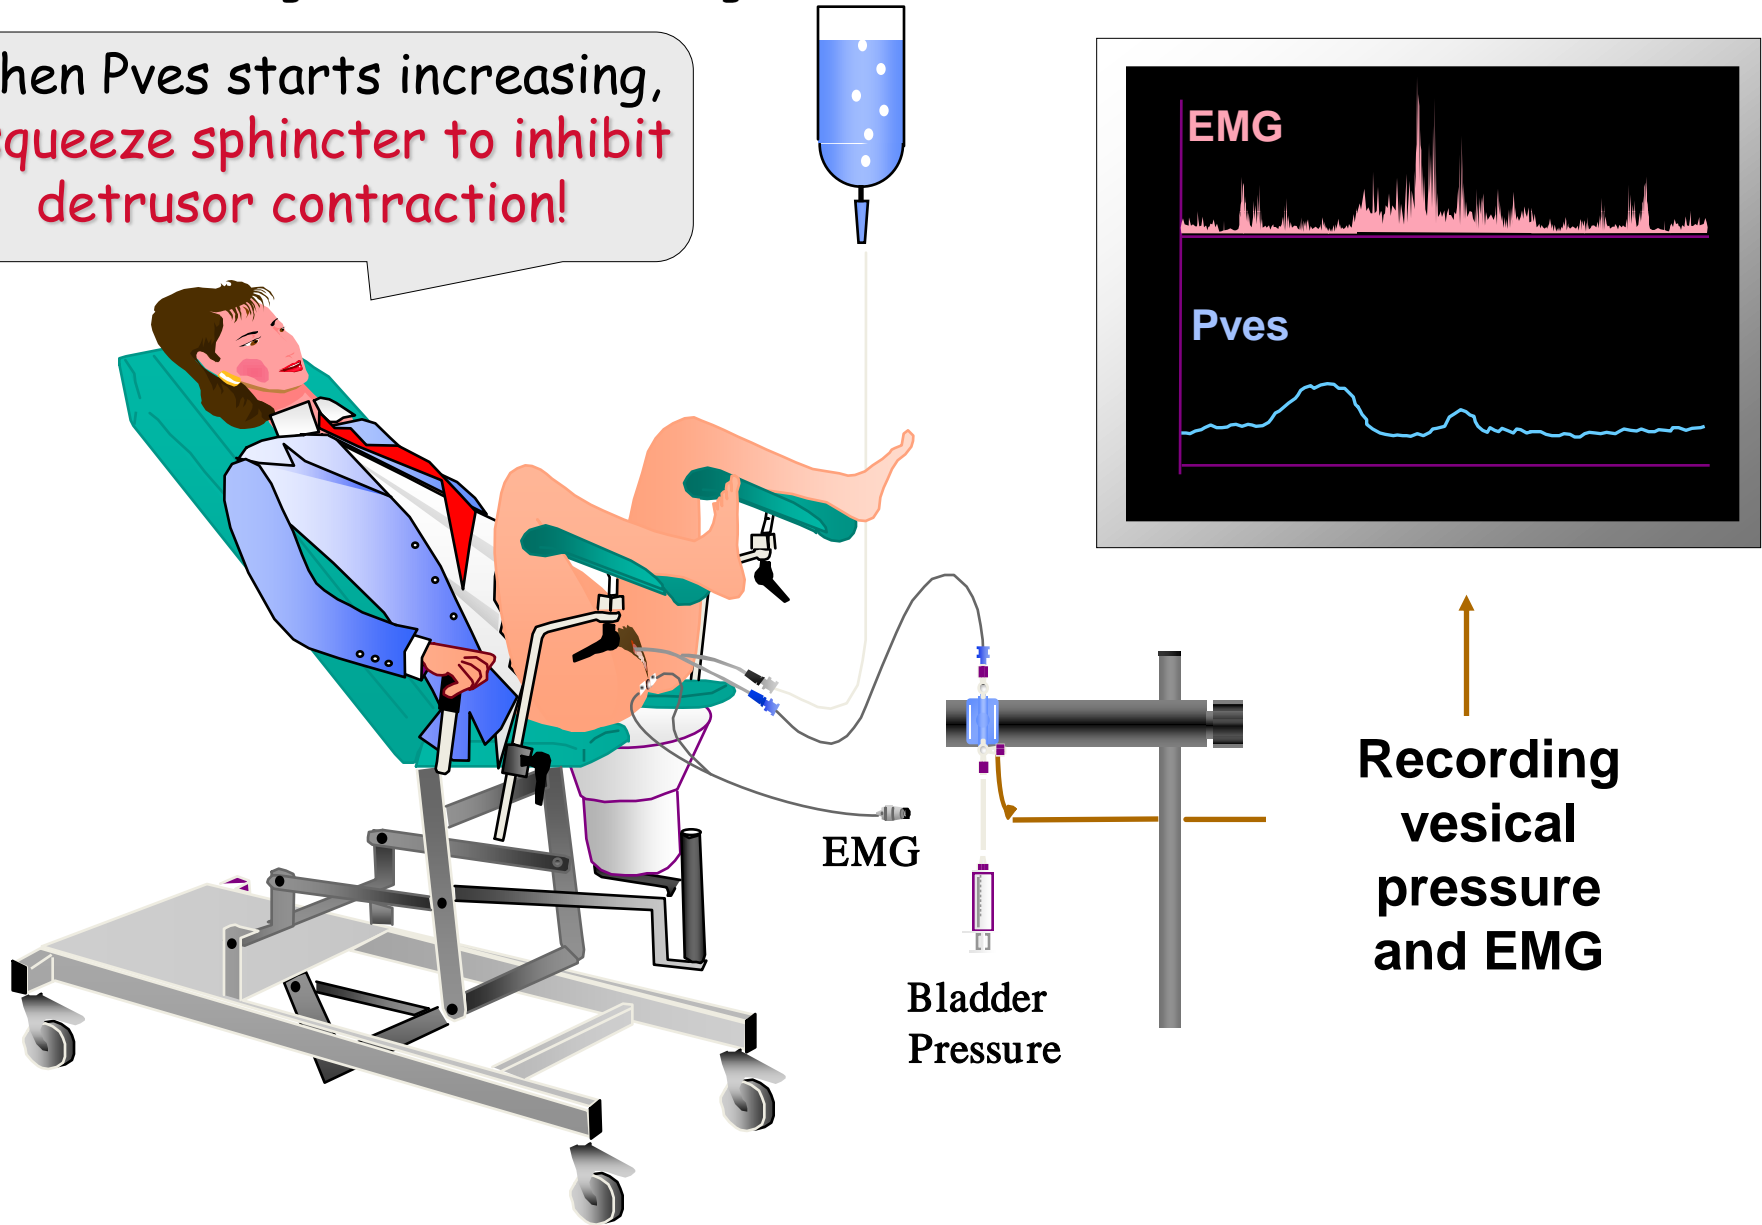 hen Pves starts increasing,
queeze sphincter to inhibit
detrusor contraction!
EMG
Pves
EMG
Bladder
Pressure
Recording
vesical
pressure
and EMG